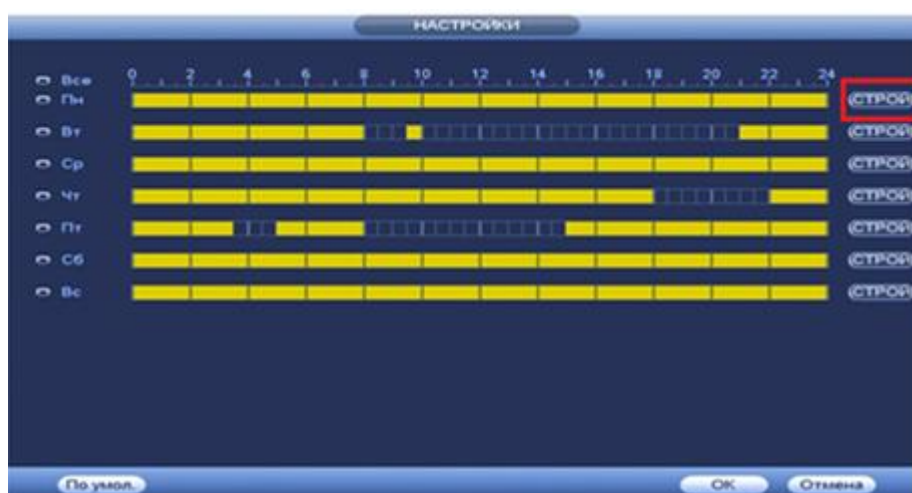 НАСТРОЙКИ
0 2 4 6 8 10 12 14 16 18 20 22 24
Все
Пн
Вт
Ср
Чт
Пт
Сб
Вс
СТРОЙ
СТРОЙ
СТРОЙ
СТРОЙ
СТРОЙ
СТРОЙ
СТРОЙ
По умол.
ОК
Отмена